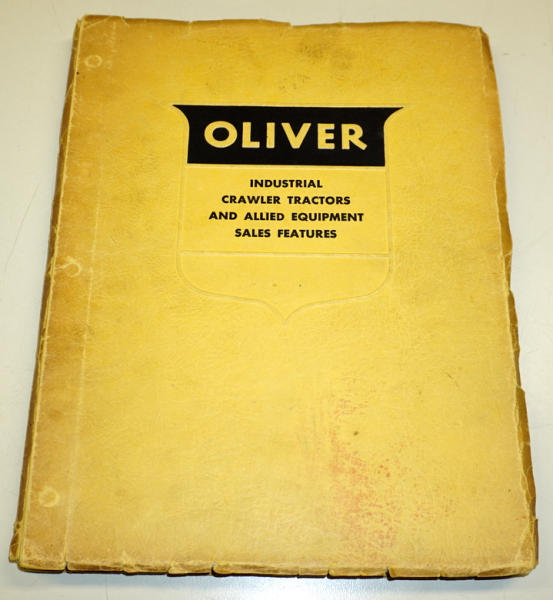 OLIVER
INDUSTRIAL
CRAWLER TRACTORS
AND ALLIED EQUIPMENT
SALES FEATURES